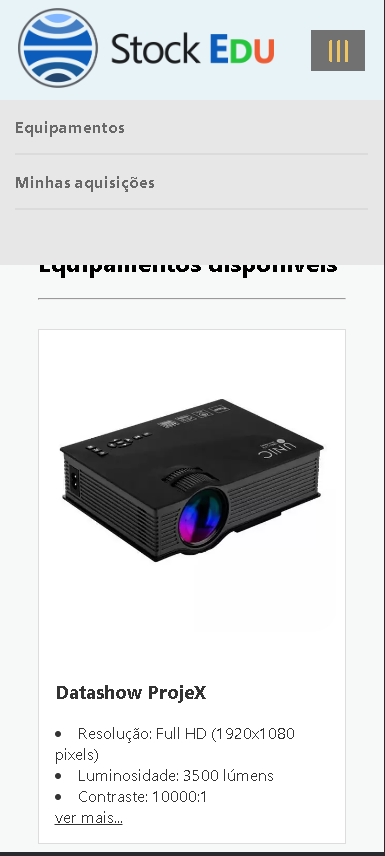 Stock EDU
Equipamentos
Minhas aquisições
Equipamentos disponíveis
UNIC
Datashow ProjeX
• Resolução: Full HD (1920x1080
pixels)
• Luminosidade: 3500 lúmens
• Contraste: 10000:1
ver mais...